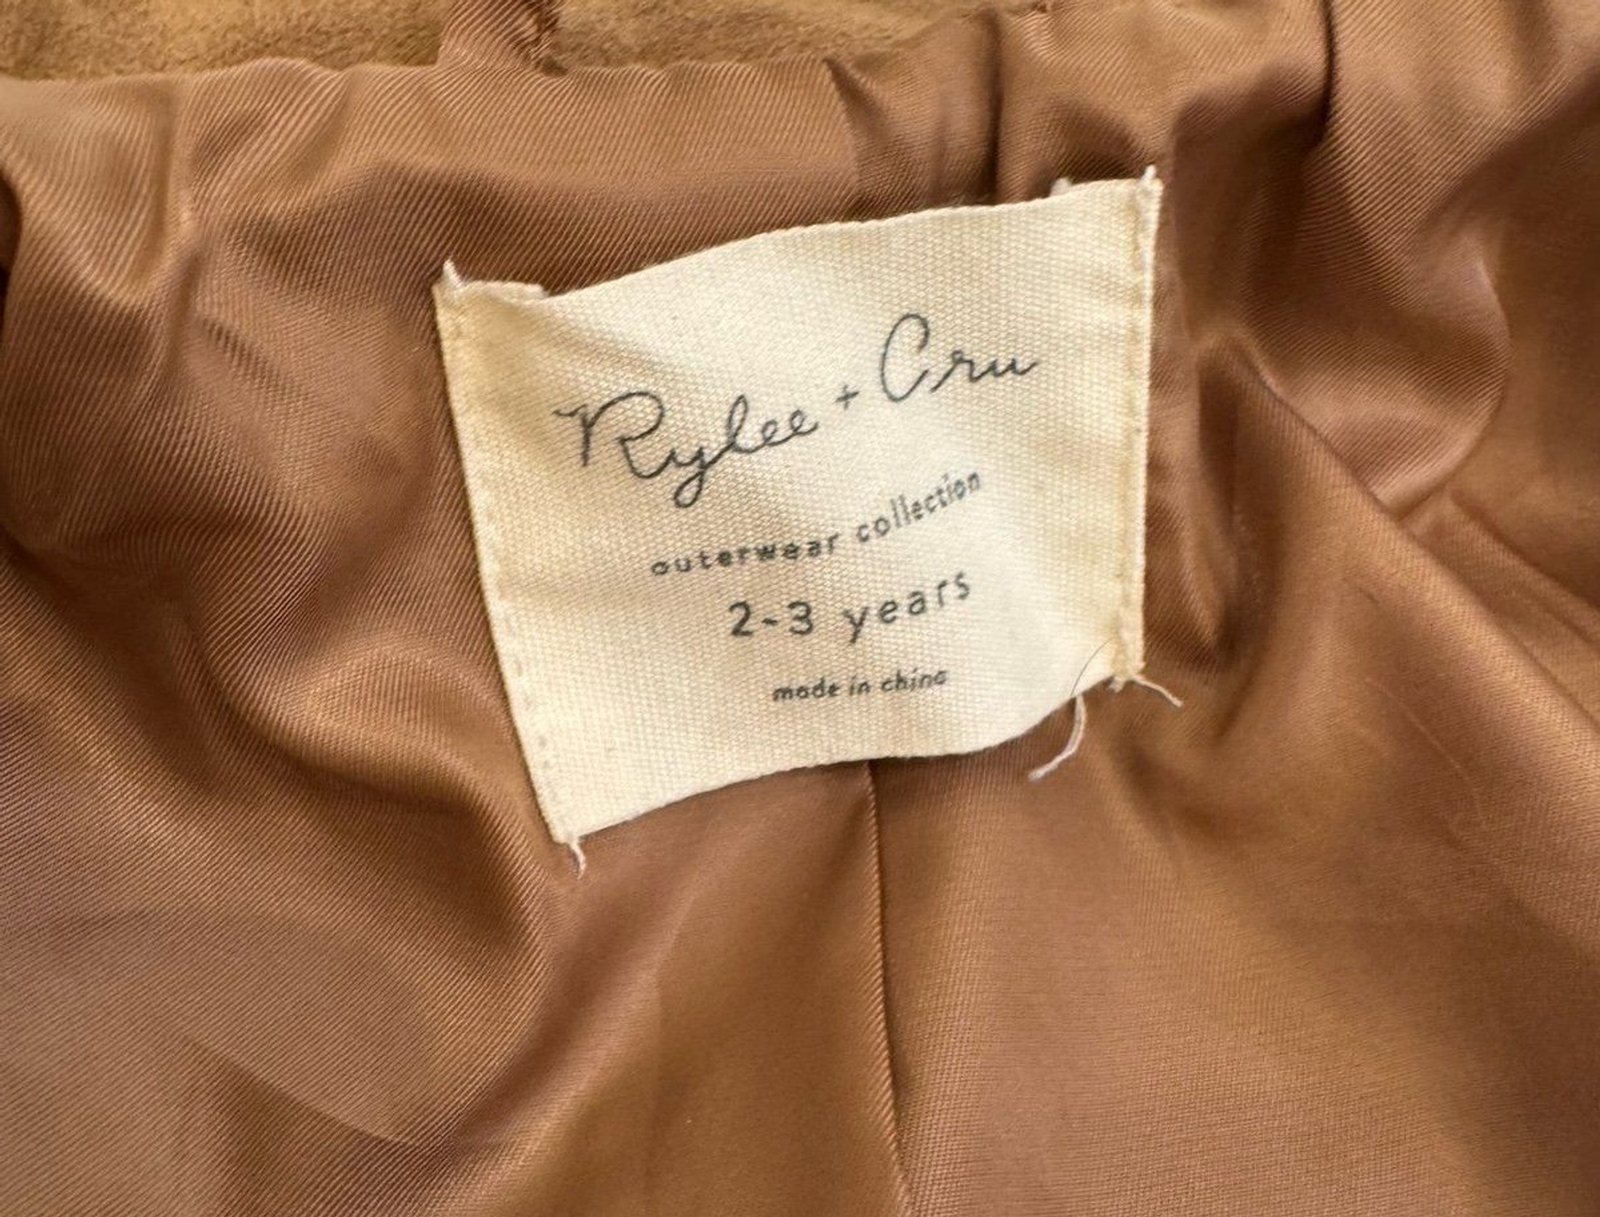 Rylee + Cru
outerwear collection
2-3 years
made in china